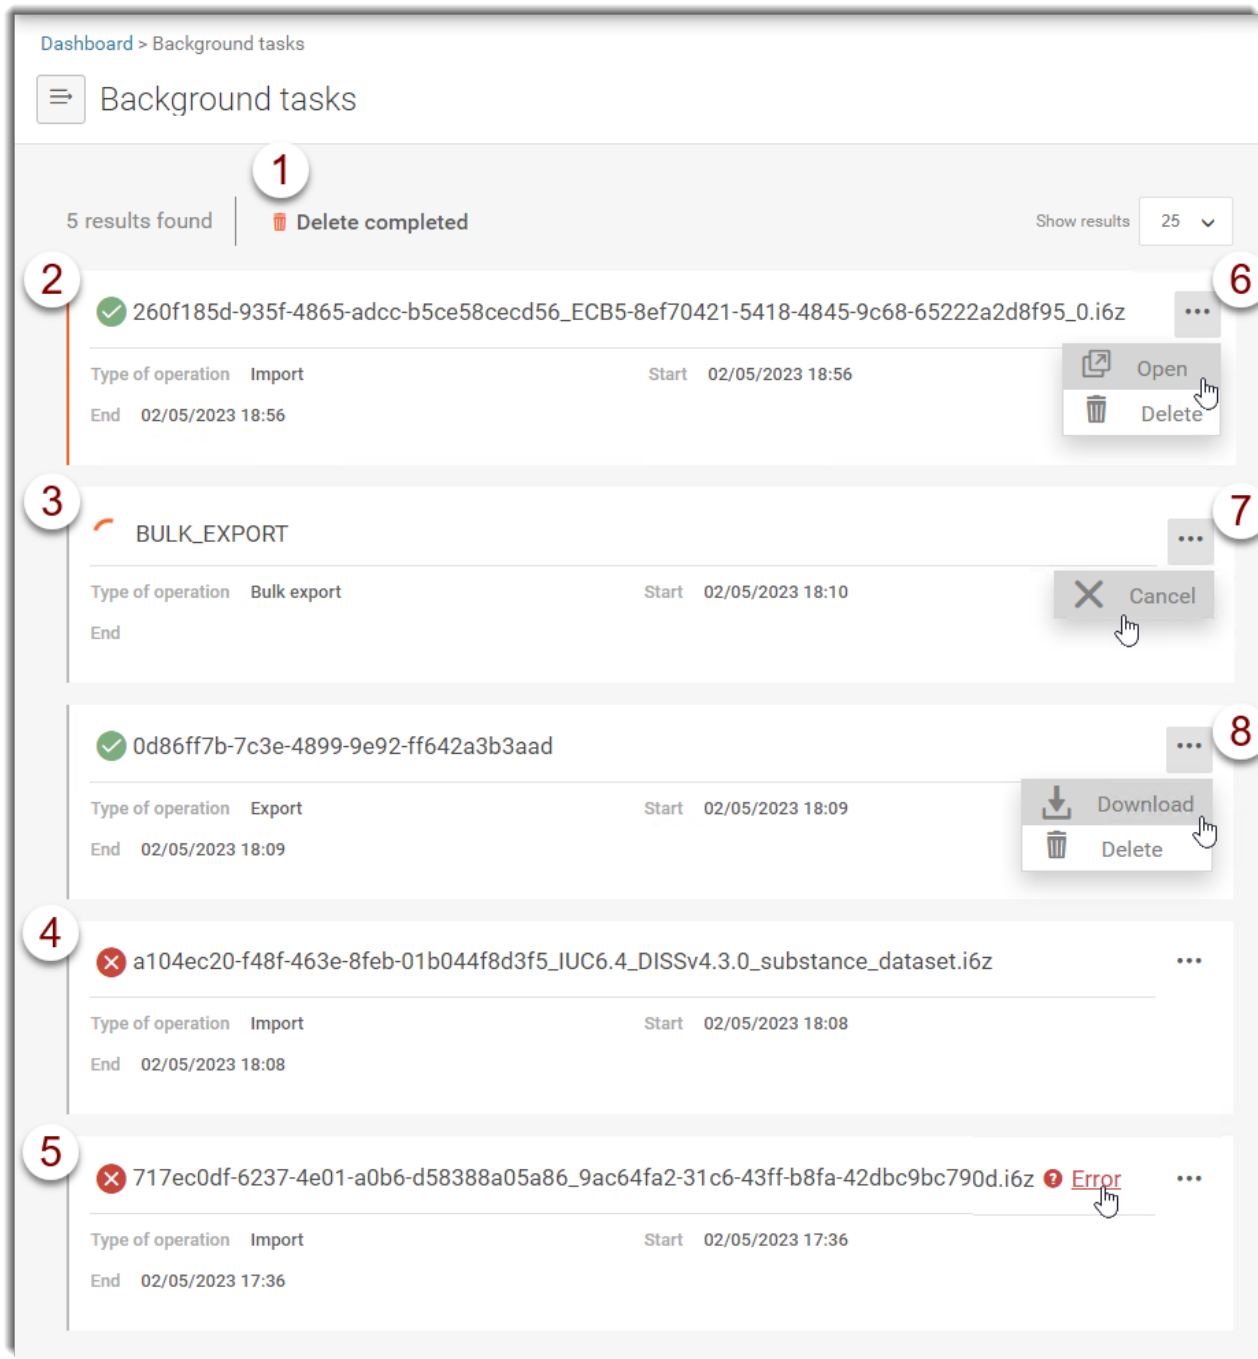 Dashboard > Background tasks
Background tasks
1
5 results found
Delete completed
Show results 25
2
6
260f185d-935f-4865-adcc-b5ce58cecd56_ECB5-8ef70421-5418-4845-9c68-65222a2d8f95_0.i6z
Type of operation Import
Start 02/05/2023 18:56
Open
End 02/05/2023 18:56
Delete
3
7
BULK_EXPORT
Type of operation Bulk export
Start 02/05/2023 18:10
Cancel
End
8
0d86ff7b-7c3e-4899-9e92-ff642a3b3aad
Type of operation Export
Start 02/05/2023 18:09
Download
End 02/05/2023 18:09
Delete
4
a104ec20-f48f-463e-8feb-01b044f8d3f5_IUC6.4_DISSv4.3.0_substance_dataset.i6z
Type of operation Import
Start 02/05/2023 18:08
End 02/05/2023 18:08
5
717ec0df-6237-4e01-a0b6-d58388a05a86_9ac64fa2-31c6-43ff-b8fa-42dbc9bc790d.i6z ? Error
Type of operation Import
Start 02/05/2023 17:36
End 02/05/2023 17:36